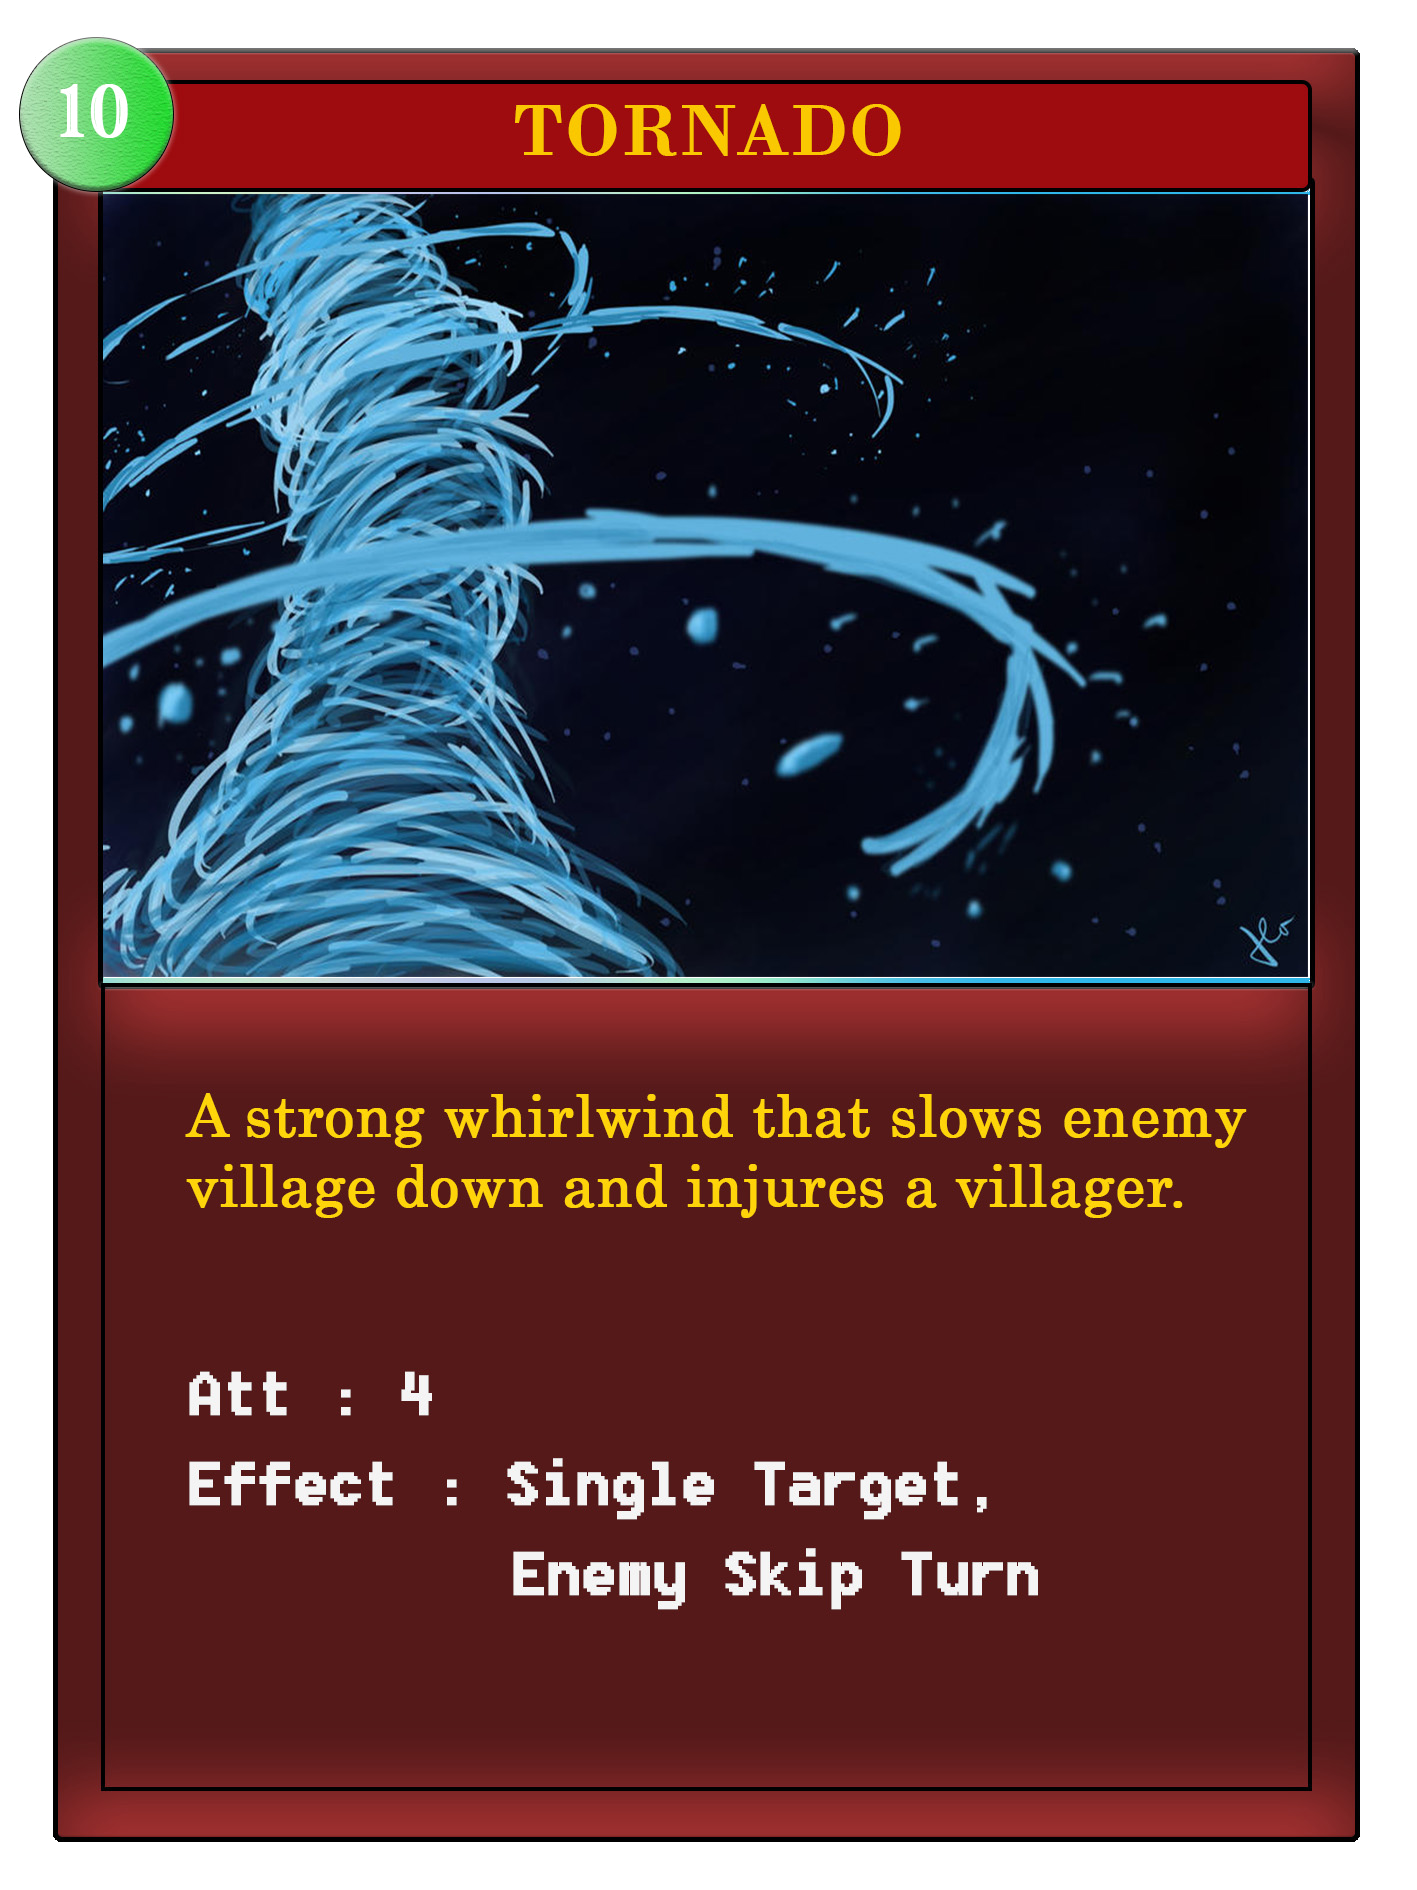 10
TORNADO
A strong whirlwind that slows enemy
village down and injures a villager.
Att : 4
Effect : Single Target,
Enemy Skip Turn